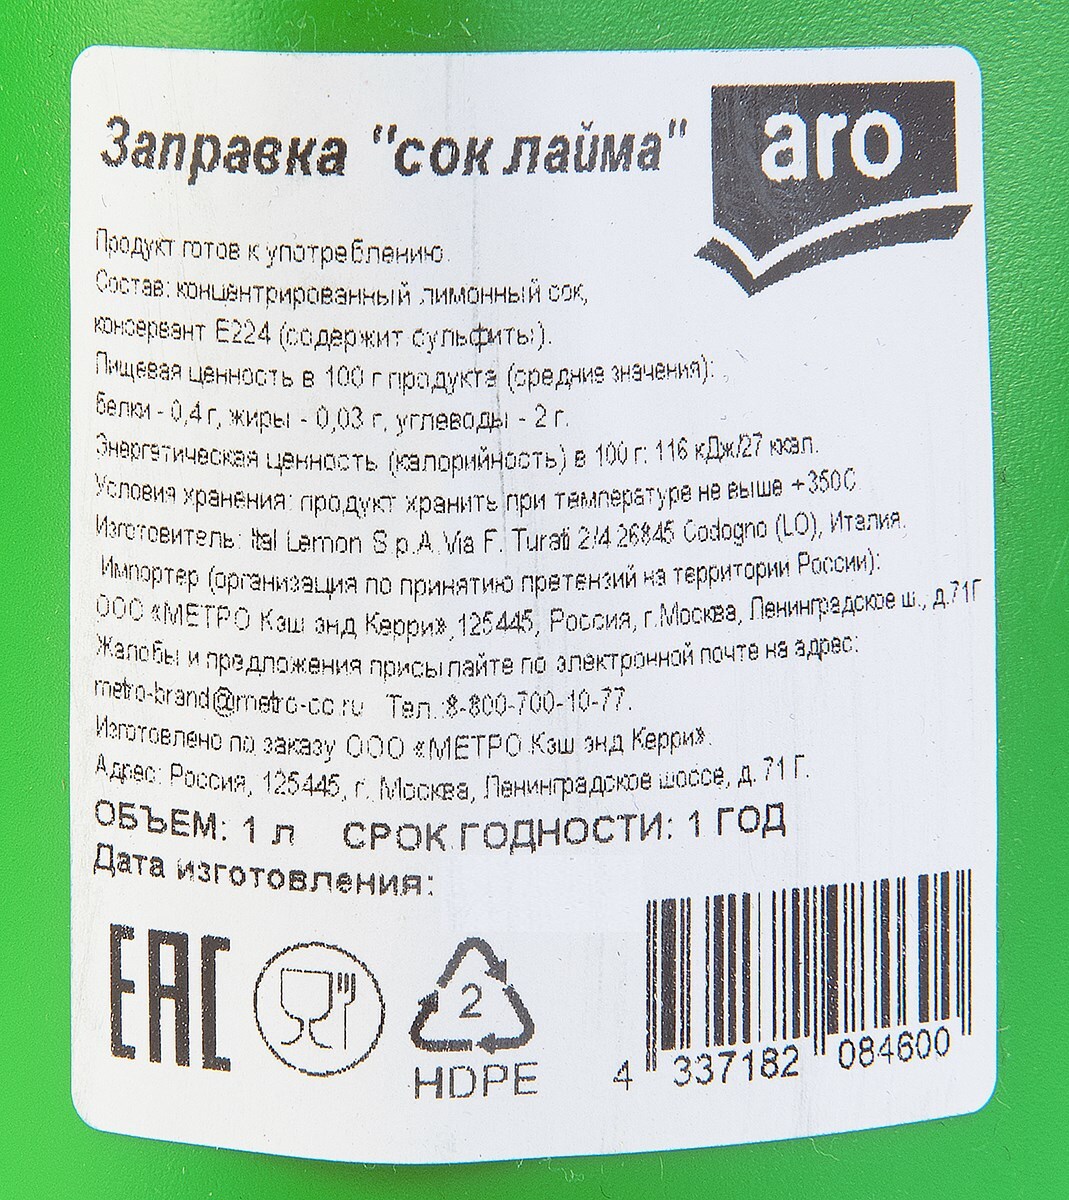 Заправка "сок лайма"
aro
Продукт готов к употреблению.
Состав: концентрированный лимонный сок,
консервант Е224 (содержит сульфиты).
Пищевая ценность в 100 г продукта (средние значения):
белки - 0,4 г, жиры - 0,03 г, углеводы - 2 г.
Энергетическая ценность (калорийность) в 100 г: 116 кДж/27 ккал.
Условия хранения: продукт хранить при температуре не выше +350С
Изготовитель: Ital Lemon S.p.A.Via F. Turati 2/4 26845 Codogno (LO), Италия.
Импортер (организация по принятию претензий на территории России):
ООО «МЕТРО Кэш энд Керри»,125445, Россия, г.Москва, Ленинградское ш., д.71Г
Жалобы и предложения присылайте по электронной почте на адрес:
metro-brand@metro-cc.ru Тел.:8-800-700-10-77.
Изготовлено по заказу ООО «МЕТРО Кэш энд Керри».
Адрес: Россия, 125445, г. Москва, Ленинградское шоссе, д. 71 Г.
ОБЪЕМ: 1 л СРОК ГОДНОСТИ: 1 ГОД
Дата изготовления:
ЕАС
2
HDPE
4 337182 084600